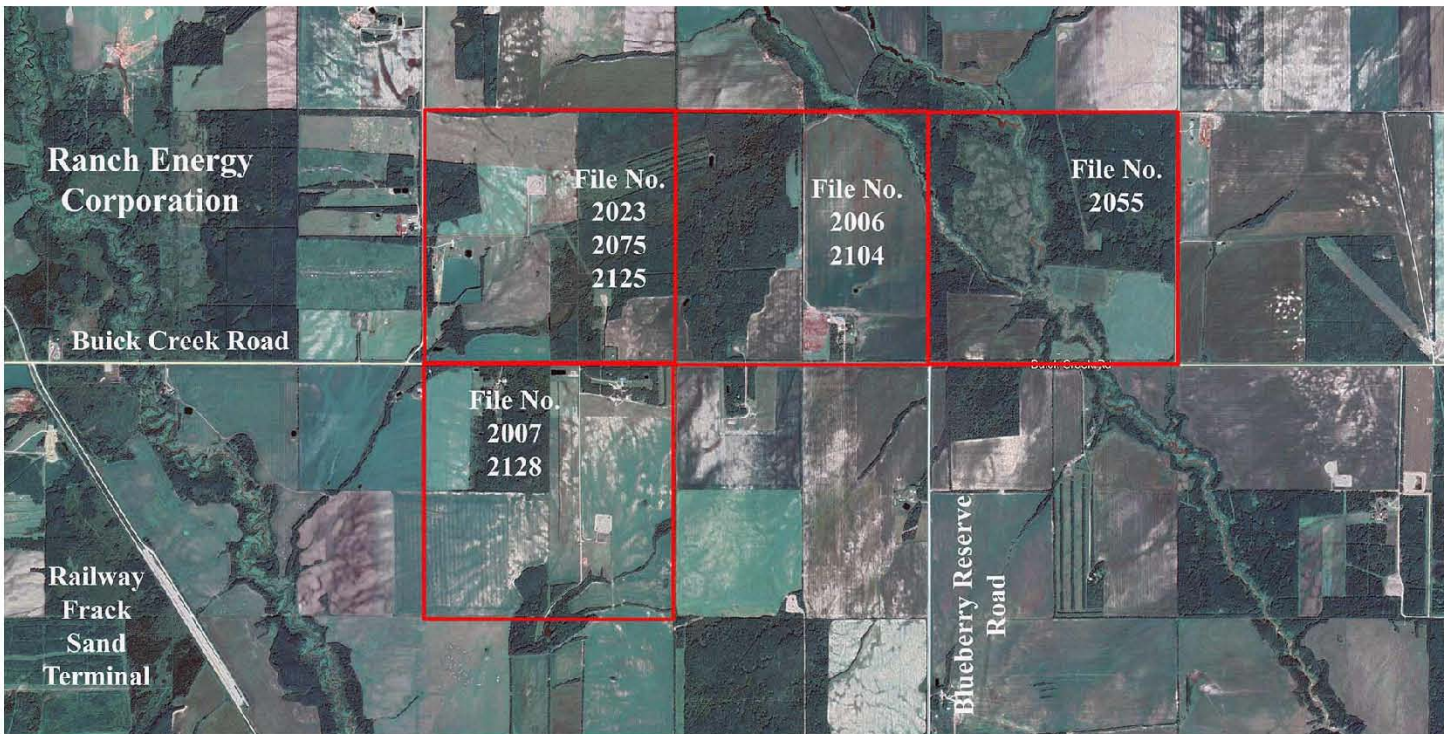 Ranch Energy
Corporation
File No.
2023
2075
2125
File No.
2006
2104
File No.
2055
Buick Creek Road
File No.
2007
2128
Railway
Frack
Sand
Terminal
Blueberry Reserve
Road